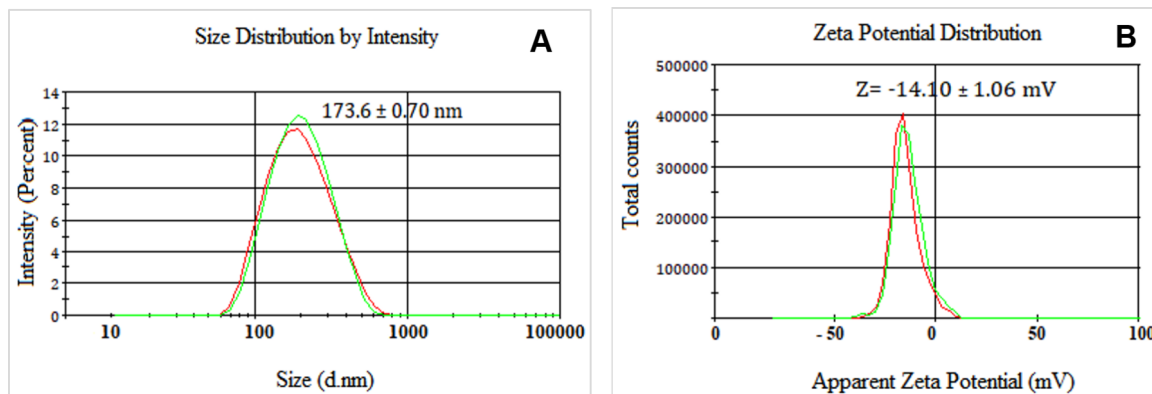 Size Distribution by Intensity
A
173.6 ± 0.70 nm
14
12
10
8
6
4
2
0
Intensity (Percent)
10
100
1000
100000
Size (d.nm)
Zeta Potential Distribution
B
Z= -14.10 ± 1.06 mV
500000
400000
300000
200000
100000
Total counts
0
-50
0
50
100
Apparent Zeta Potential (mV)